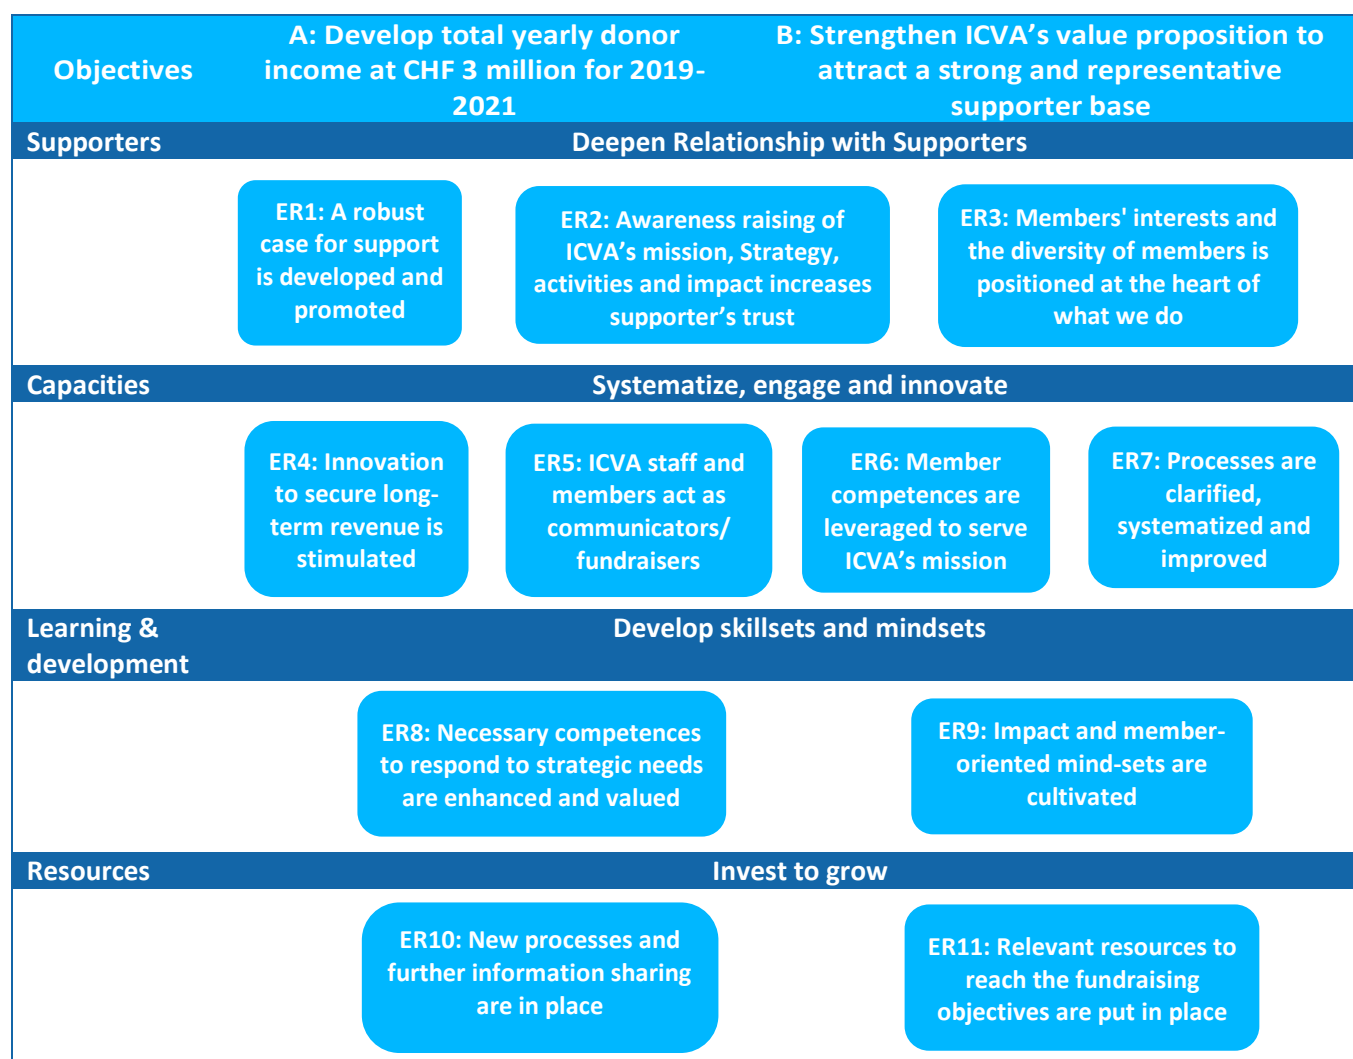 Objectives
A: Develop total yearly donor
income at CHF 3 million for 2019-
2021
B: Strengthen ICVA’s value proposition to
attract a strong and representative
supporter base
Supporters
Deepen Relationship with Supporters
ER1: A robust
case for support
is developed and
promoted
ER2: Awareness raising of
ICVA’s mission, Strategy,
activities and impact increases
supporter’s trust
ER3: Members' interests and
the diversity of members is
positioned at the heart of
what we do
Capacities
Systematize, engage and innovate
ER4: Innovation
to secure long-
term revenue is
stimulated
ER5: ICVA staff and
members act as
communicators/
fundraisers
ER6: Member
competences are
leveraged to serve
ICVA’s mission
ER7: Processes are
clarified,
systematized and
improved
Learning &
development
Develop skillsets and mindsets
ER8: Necessary competences
to respond to strategic needs
are enhanced and valued
ER9: Impact and member-
oriented mind-sets are
cultivated
Resources
Invest to grow
ER10: New processes and
further information sharing
are in place
ER11: Relevant resources to
reach the fundraising
objectives are put in place